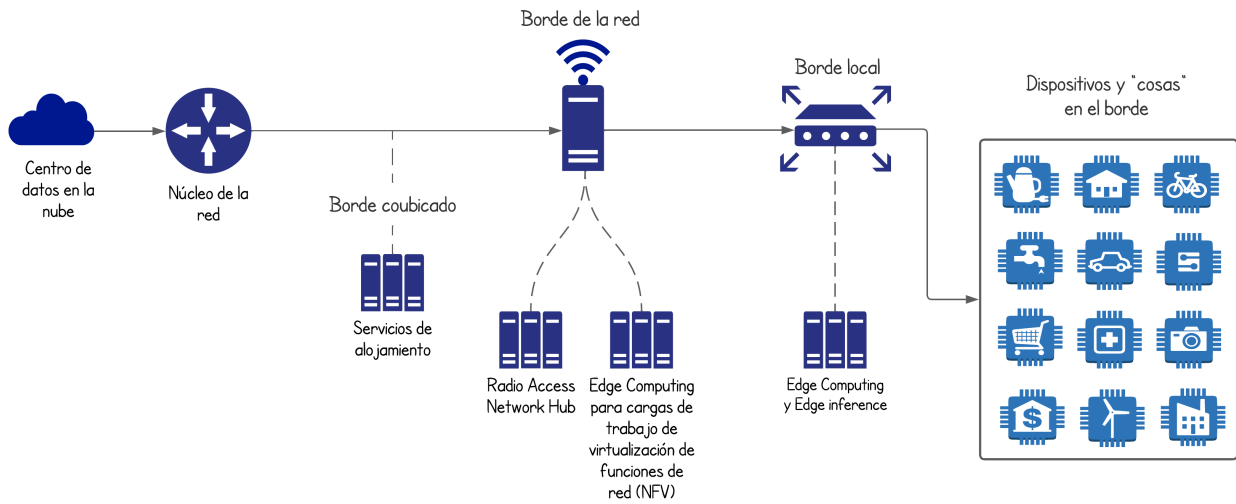 Borde de la red
Borde local
Dispositivos y "cosas"
en el borde
Centro de
datos en la
nube
Núcleo de la
red
Borde coubicado
Servicios de
alojamiento
Radio Access
Network Hub
Edge Computing
para cargas de
trabajo de
virtualización de
funciones de
red (NFV)
Edge Computing
y Edge inference
$